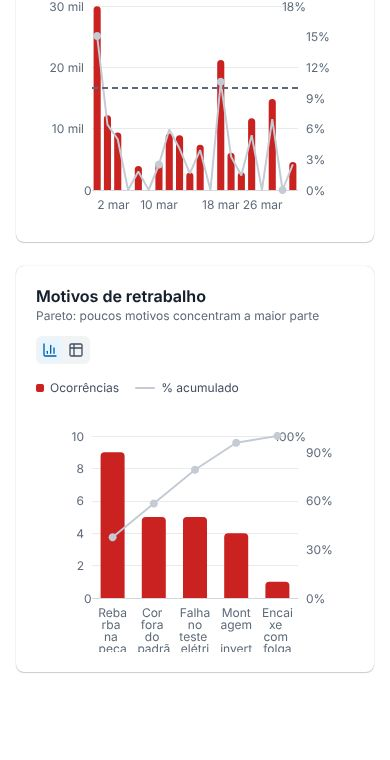 30 mil
18%
15%
20 mil
12%
9%
10 mil
6%
3%
0
0%
2 mar
10 mar
18 mar
26 mar
Motivos de retrabalho
Pareto: poucos motivos concentram a maior parte
Ocorrências
% acumulado
10
100%
90%
8
6
60%
4
30%
2
0
0%
Reba
rba
na
peça
Cor
fora
do
padrã
Falha
no
teste
elétri
Mont
agem
invert
Encai
xe
com
folga